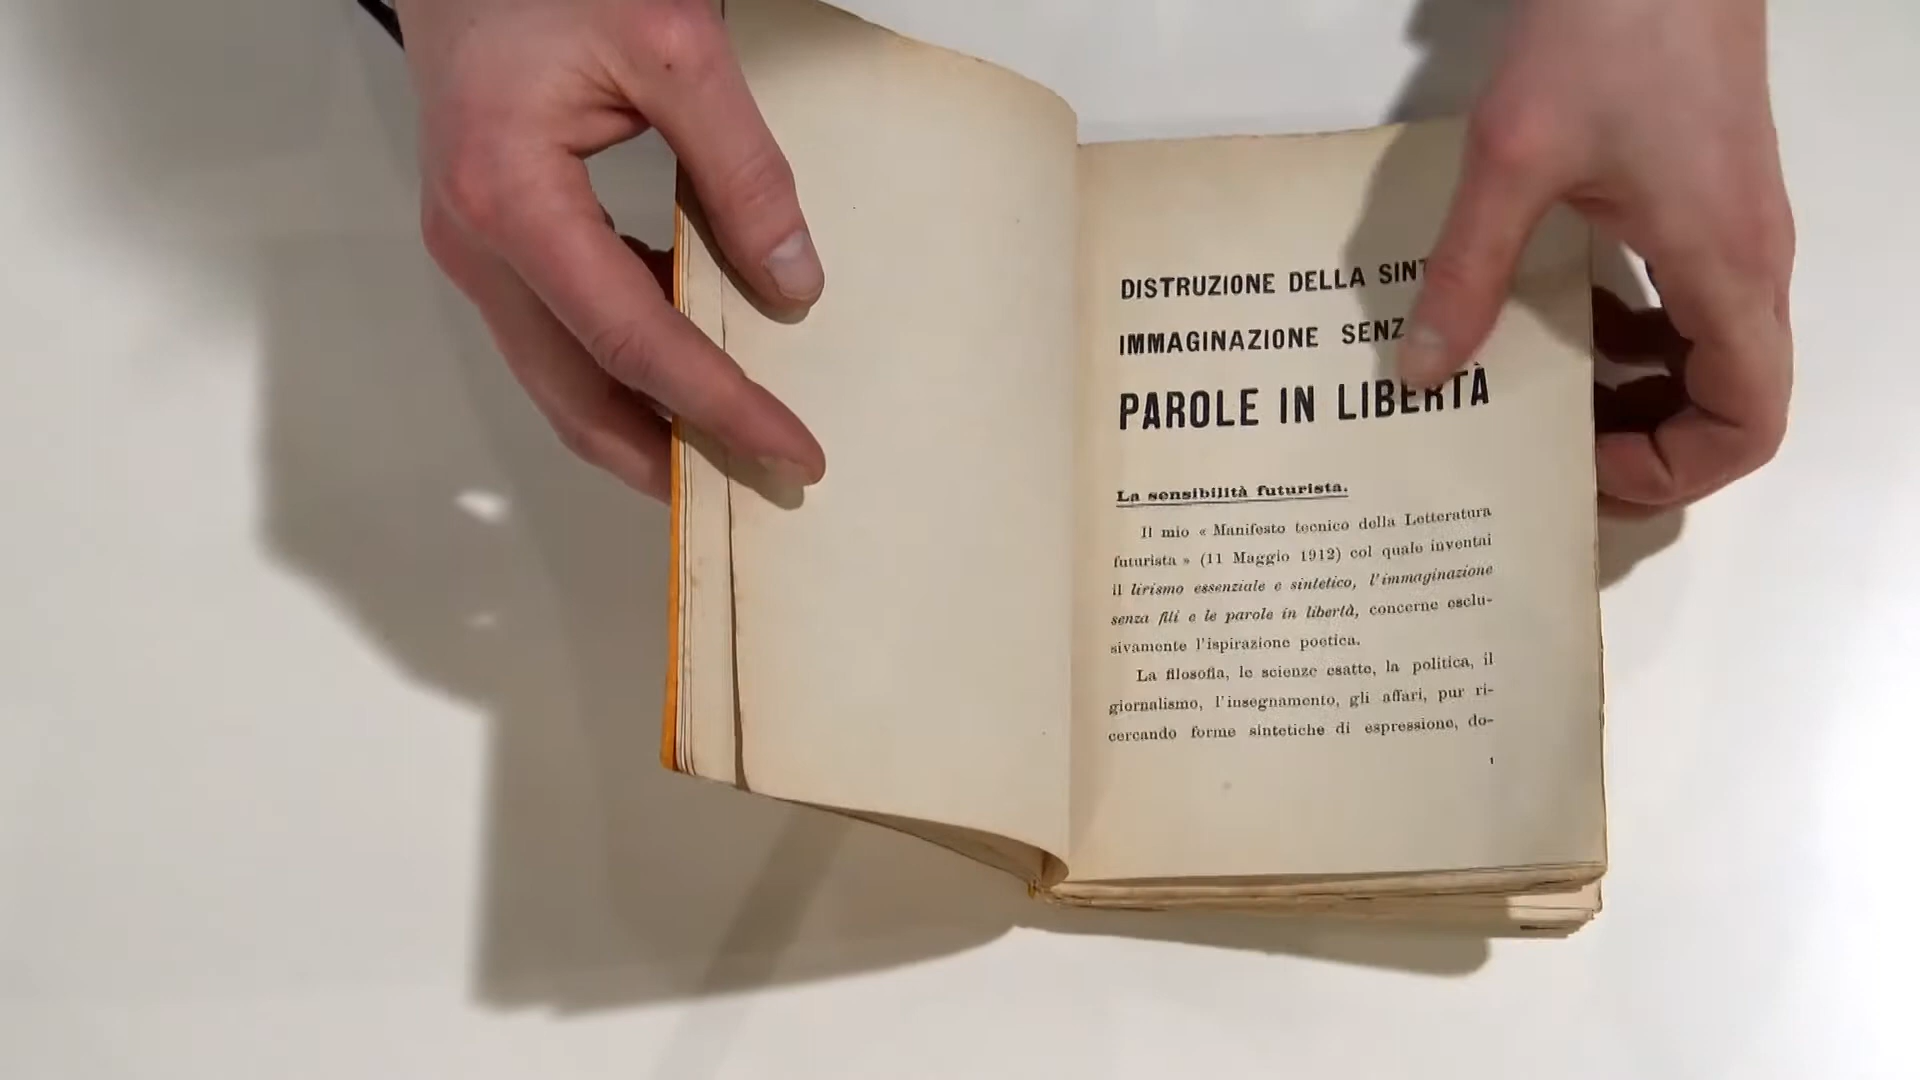 DISTRUZIONE DELLA
IMMAGINAZIONE
PAROLE IN LIBERTÀ
La sensibilità futurista.
Il mio « Manifesto tecnico della Letteratura
futurista » (11 Maggio 1912) col quale inventai
il lirismo essenziale e sintetico, l'immaginazione
senza fili e le parole in libertà, concerne esclu-
sivamente l'ispirazione poetica.
La filosofia, le scienze esatte, la politica, il
giornalismo, l'insegnamento, gli affari, pur ri-
cercando forme sintetiche di espressione, do-
1